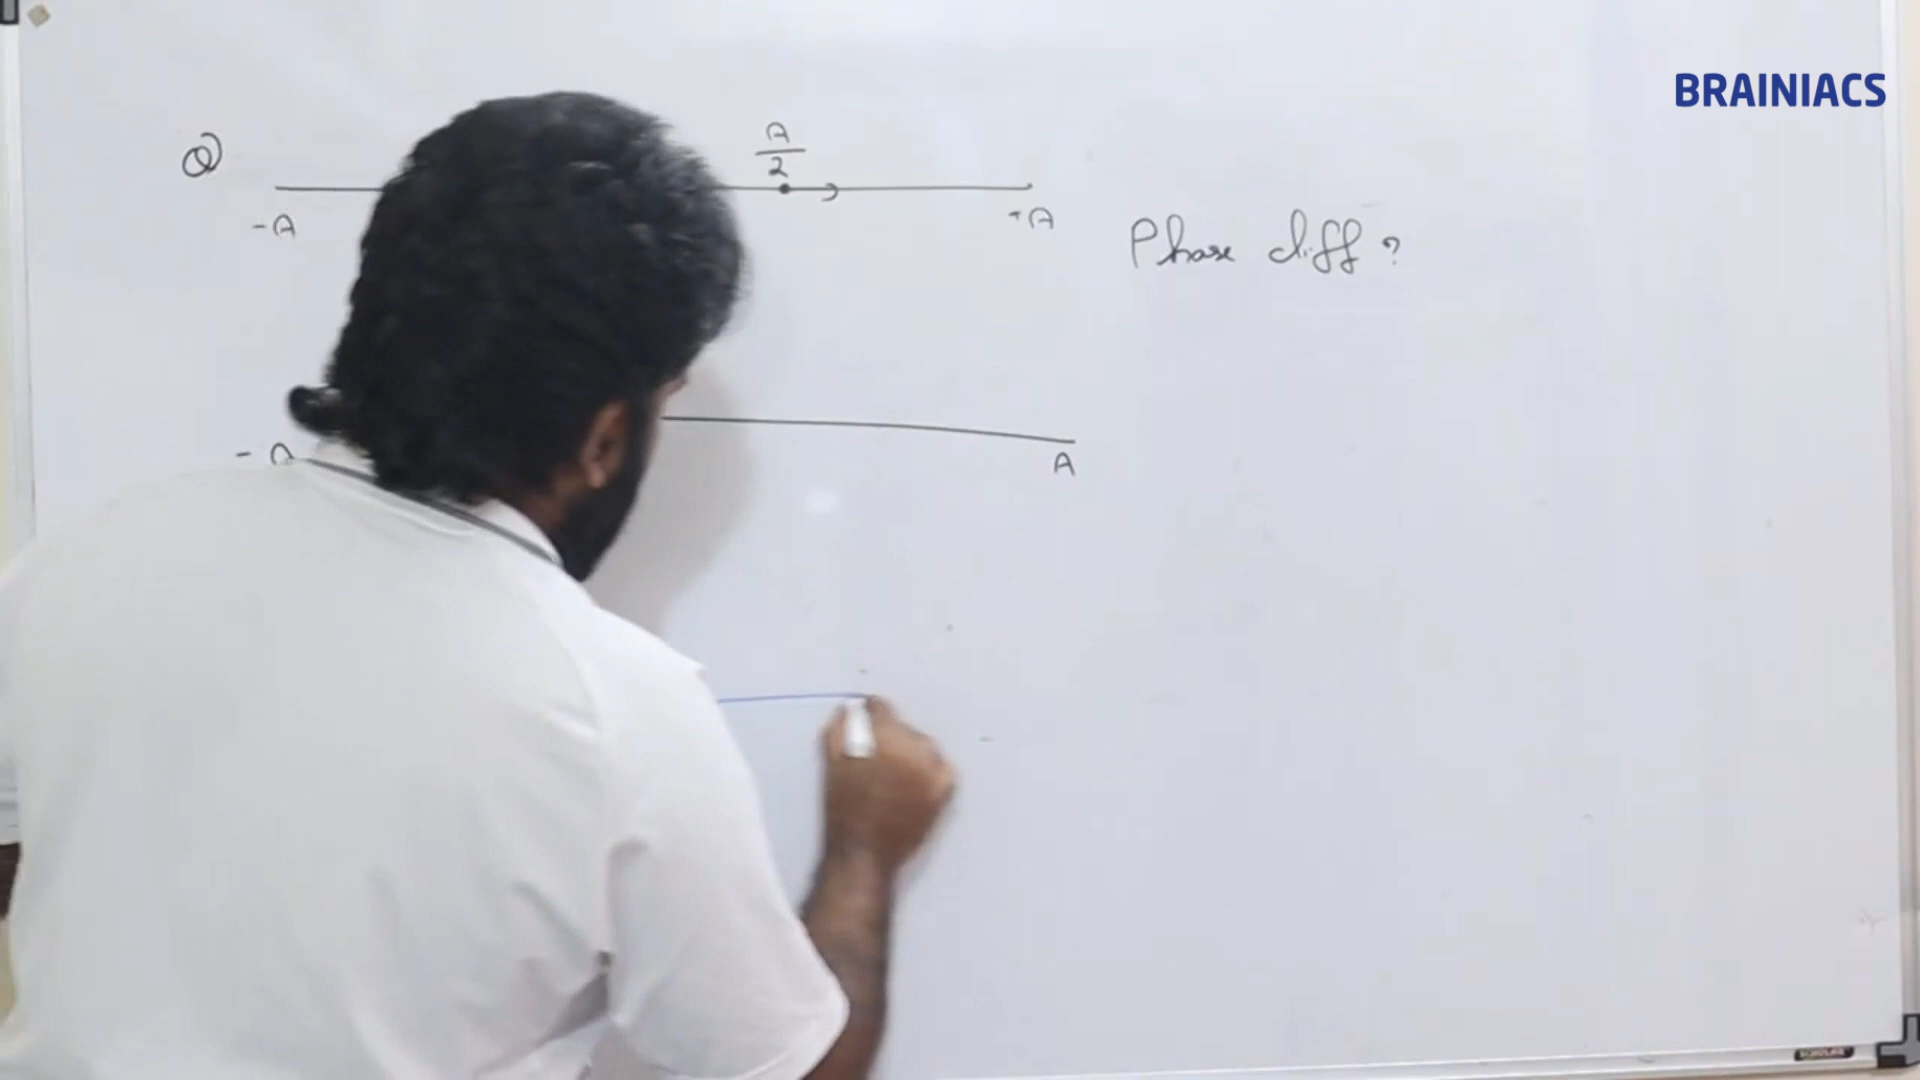 BRAINIACS
Q
A
2
-A
+A
Phase diff ?
- A
A